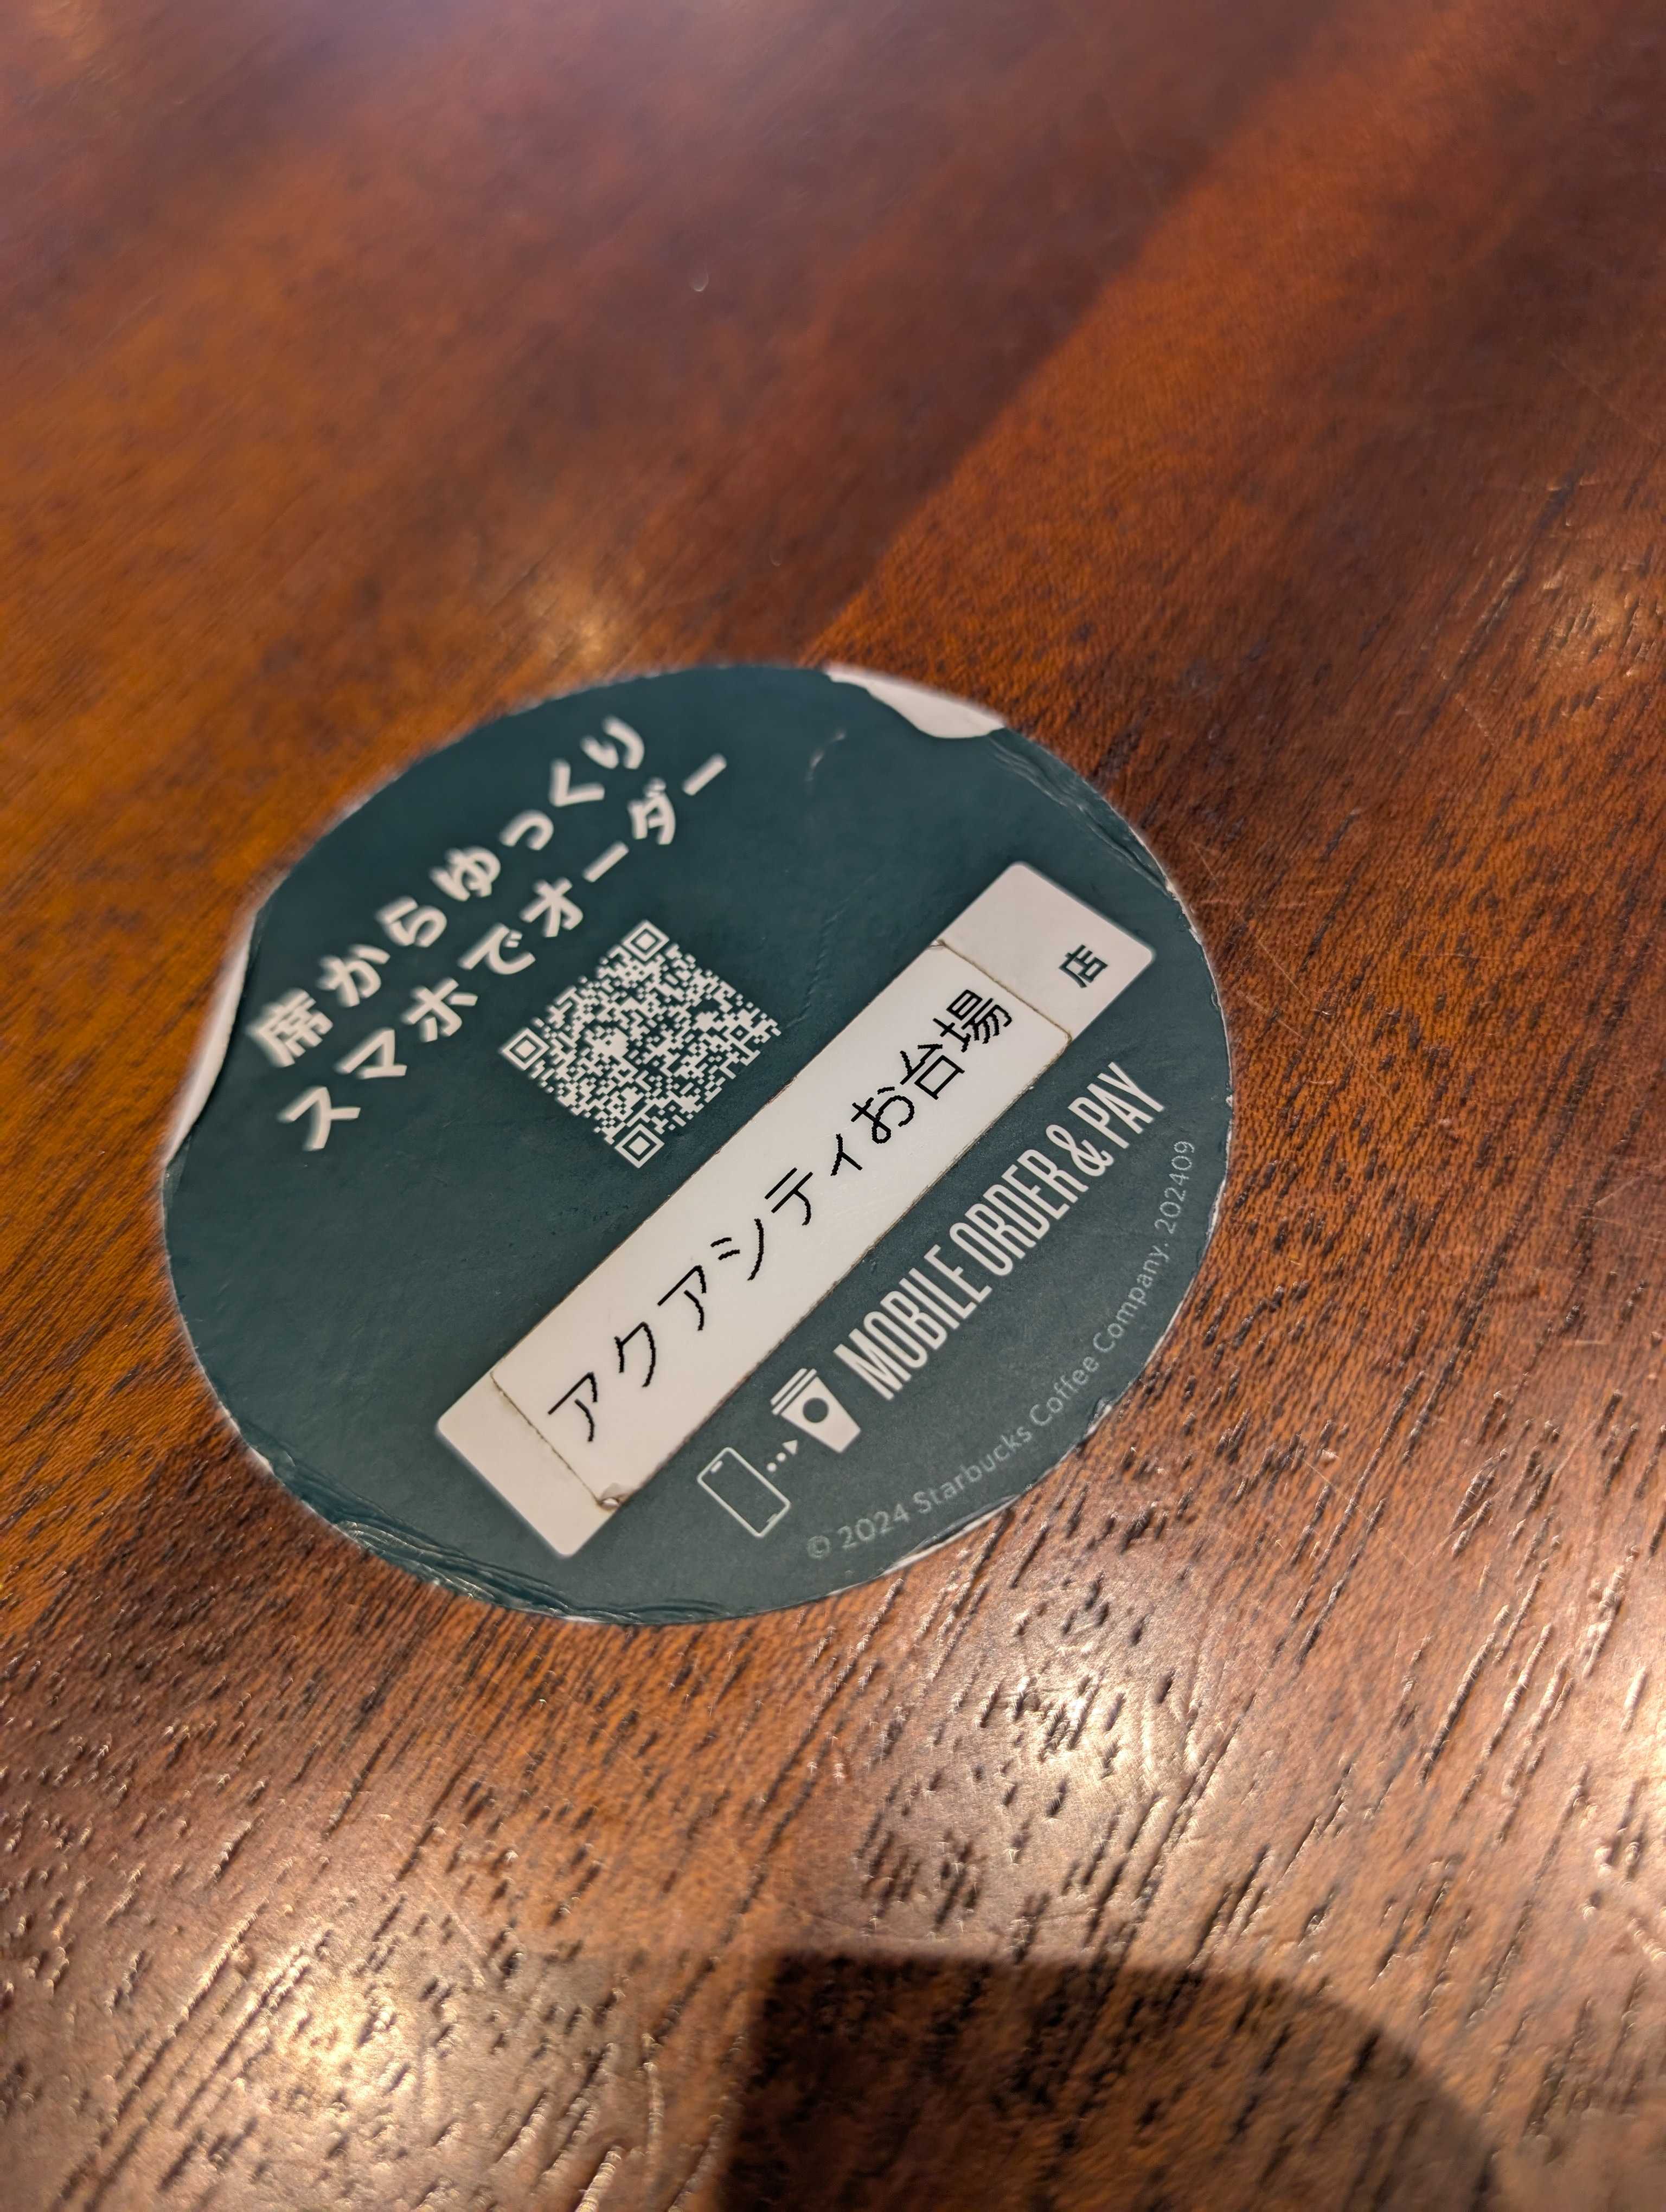 席からゆっくり
スマホでオーダー
アクアシティお台場 店
MOBILE ORDER & PAY
© 2024 Starbucks Coffee Company. 202409